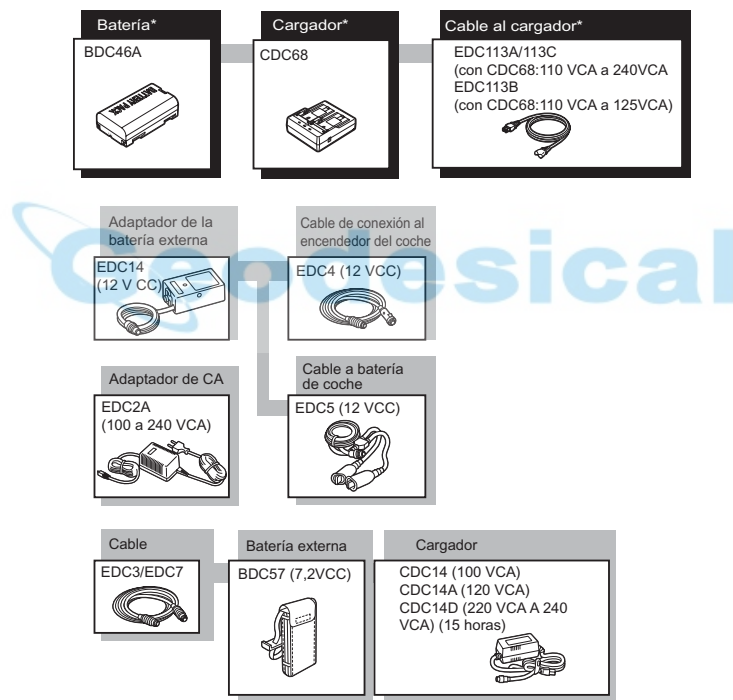 Batería*
Cargador*
Cable al cargador*
BDC46A
BATTERY PACK
CDC68
EDC113A/113C
(con CDC68:110 VCA a 240VCA
EDC113B
(con CDC68:110 VCA a 125VCA)
Geodesical
Adaptador de la
batería externa
Cable de conexión al
encendedor del coche
EDC14
(12 V CC)
EDC4 (12 VCC)
Adaptador de CA
Cable a batería
de coche
EDC2A
(100 a 240 VCA)
EDC5 (12 VCC)
Cable
Batería externa
Cargador
EDC3/EDC7
BDC57 (7,2VCC)
CDC14 (100 VCA)
CDC14A (120 VCA)
CDC14D (220 VCA A 240
VCA) (15 horas)